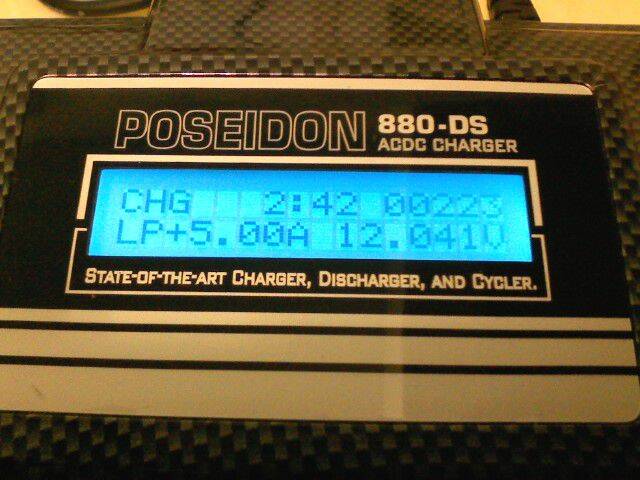 POSEIDON 880-DS
ACDC CHARGER
CHG 2:42 00223
LP+5.00A 12.041V
STATE-OF-THE-ART CHARGER, DISCHARGER, AND CYCLER.